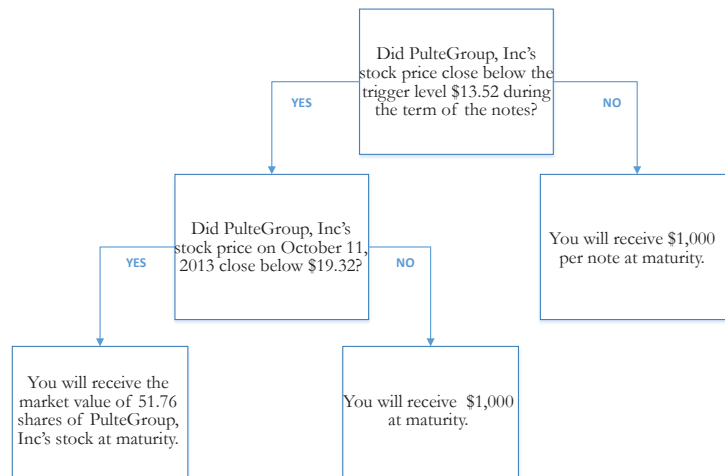 Did PulteGroup, Inc's
stock price close below the
trigger level $13.52 during
the term of the notes?
YES
NO
Did PulteGroup, Inc's
stock price on October 11,
2013 close below $19.32?
You will receive $1,000
per note at maturity.
YES
NO
You will receive the
market value of 51.76
shares of PulteGroup,
Inc's stock at maturity.
You will receive $1,000
at maturity.